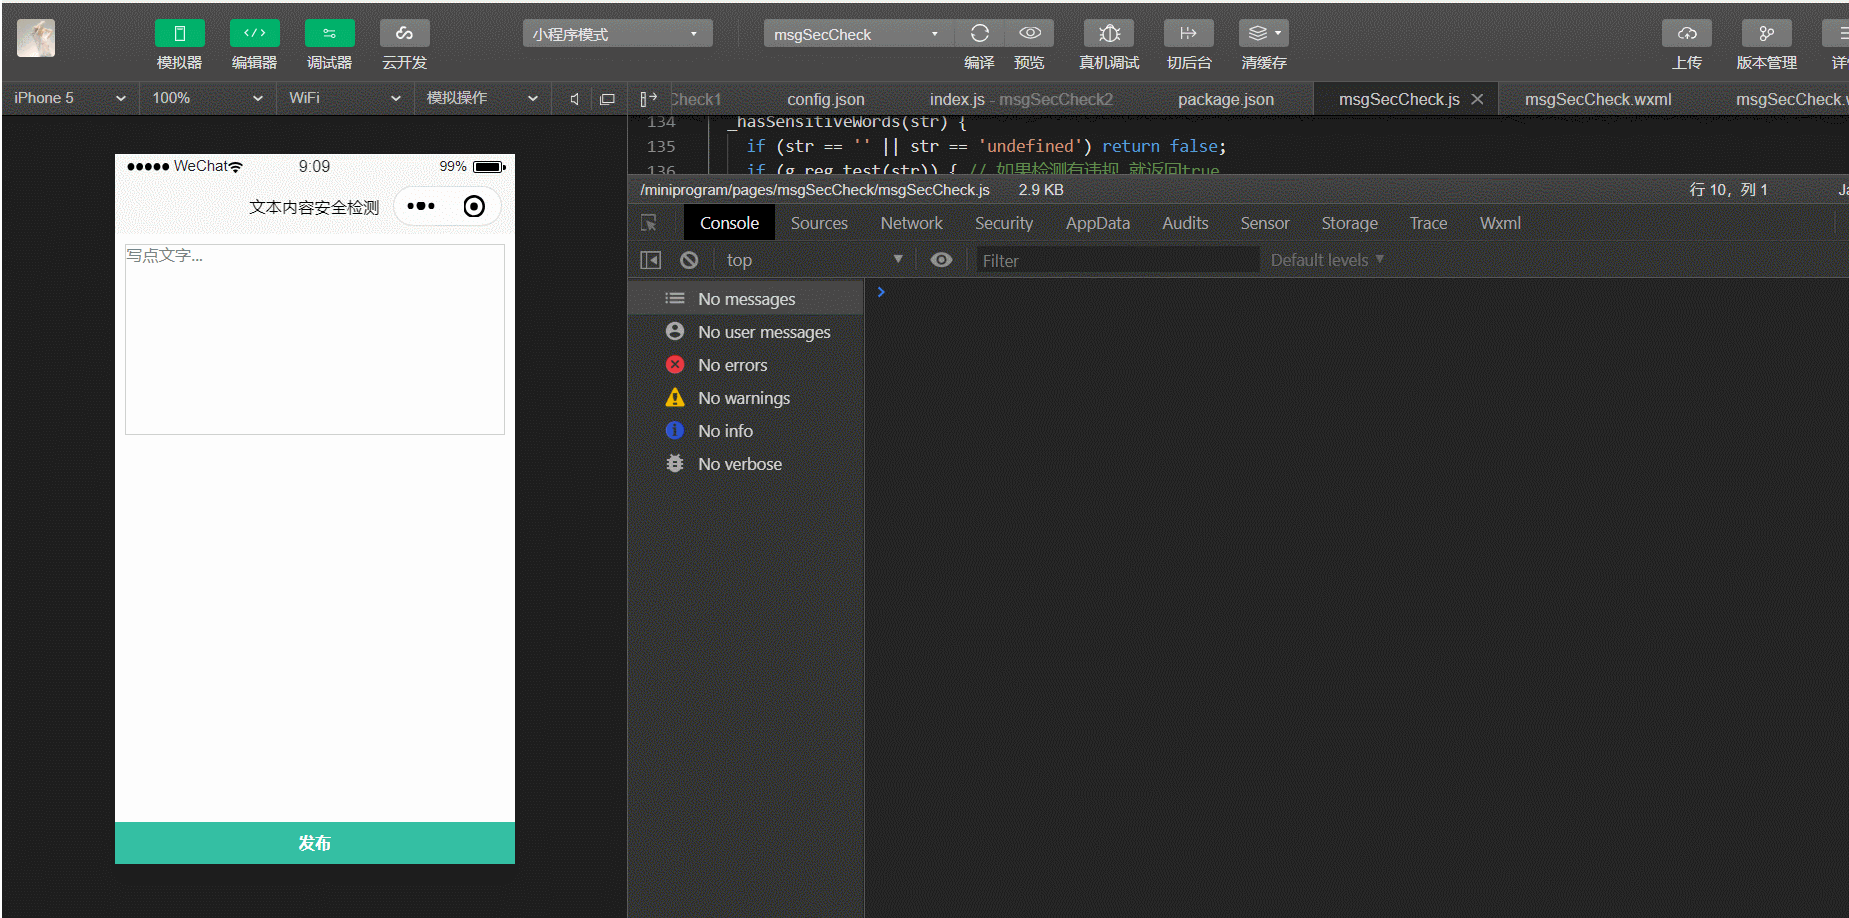 小程序模式
msgSecCheck
模拟器 编辑器 调试器 云开发 编译 预览 真机调试 切后台 清缓存 上传 版本管理
iPhone 5 100% WiFi 模拟操作
Check1 config.json index.js - msgSecCheck2 package.json msgSecCheck.js msgSecCheck.wxml msgSecCheck.
134 _hasSensitiveWords(str) {
135 if (str == '' || str == 'undefined') return false;
136 if (g_reg.test(str)) { // 如果检测有违规 就返回true
/miniprogram/pages/msgSecCheck/msgSecCheck.js 2.9 KB 行 10，列 1
Console Sources Network Security AppData Audits Sensor Storage Trace Wxml
top Filter Default levels
No messages
No user messages
No errors
No warnings
No info
No verbose
WeChat 9:09 99%
文本内容安全检测
写点文字...
发布